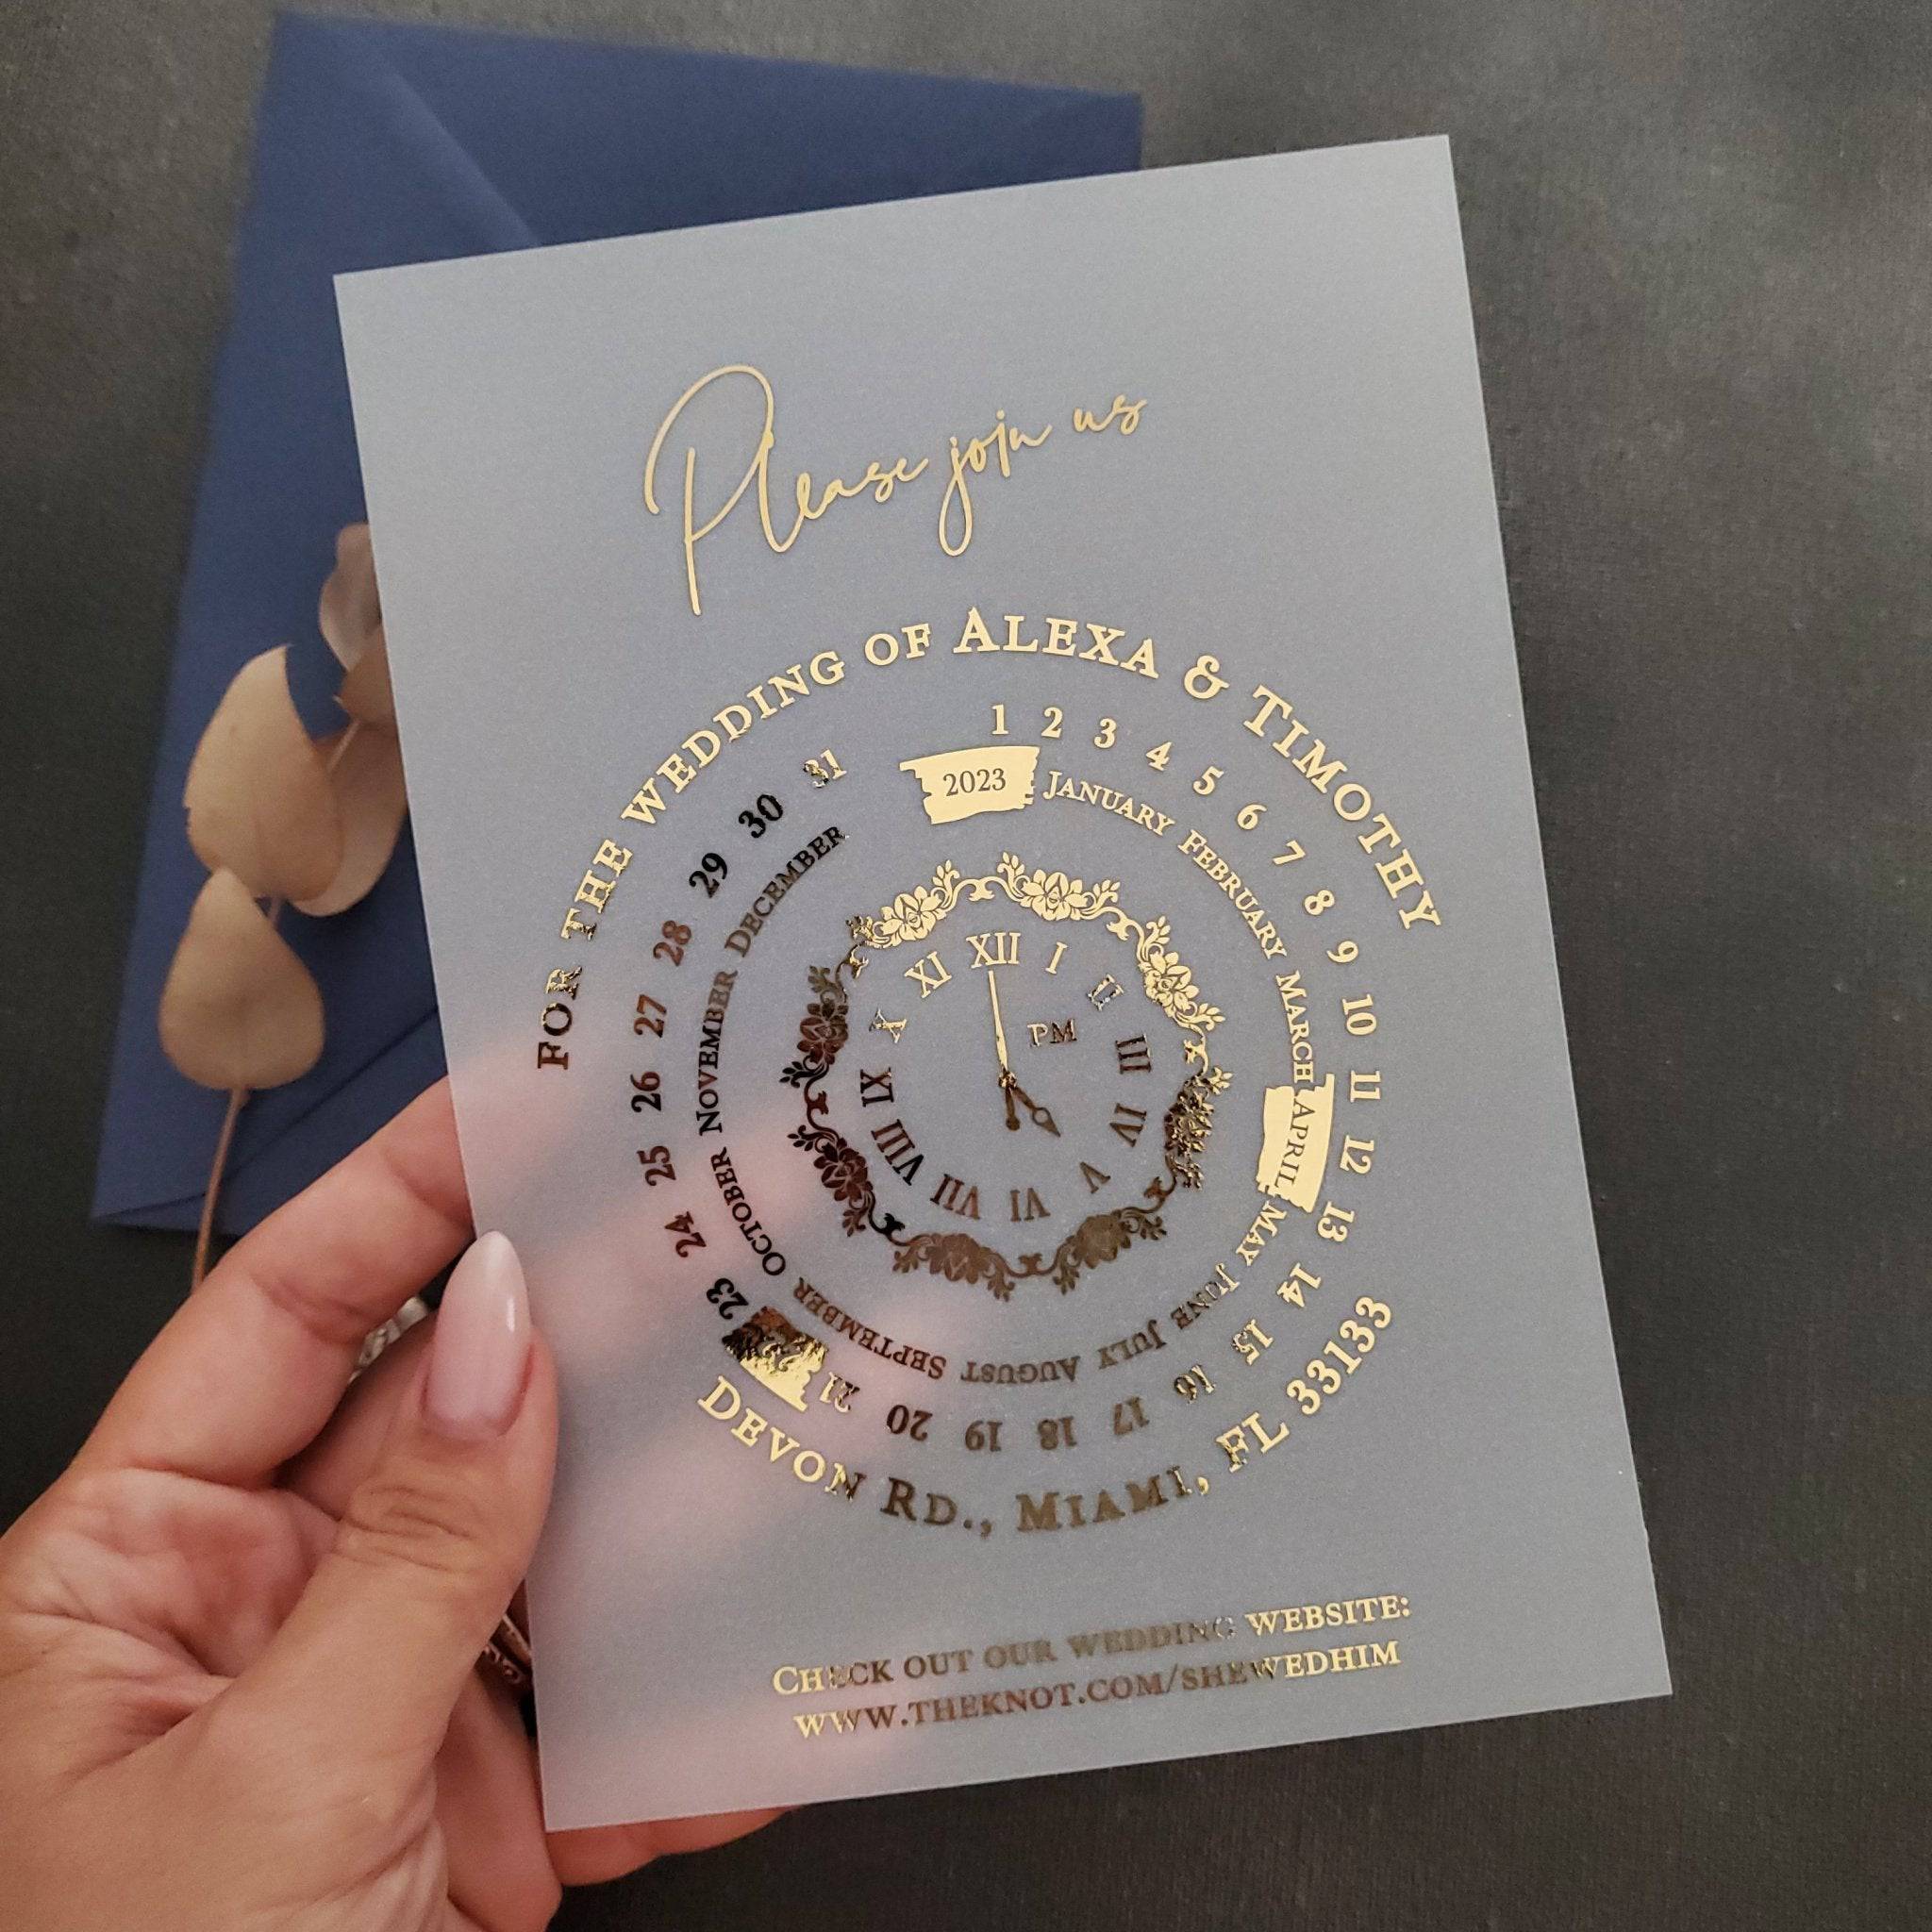 Please join us
FOR THE WEDDING OF ALEXA & TIMOTHY
1 2 3 4 5 6 7 8 9 10 11 12 13 14 15 16 17 18 19 20 21 22 23 24 25 26 27 28 29 30 31
2023 JANUARY FEBRUARY MARCH APRIL MAY JUNE JULY AUGUST SEPTEMBER OCTOBER NOVEMBER DECEMBER
XII I II III IV V VI VII VIII IX X XI
PM
DEVON RD., MIAMI, FL 33133
CHECK OUT OUR WEDDING WEBSITE:
WWW.THEKNOT.COM/SHEWEDHIM